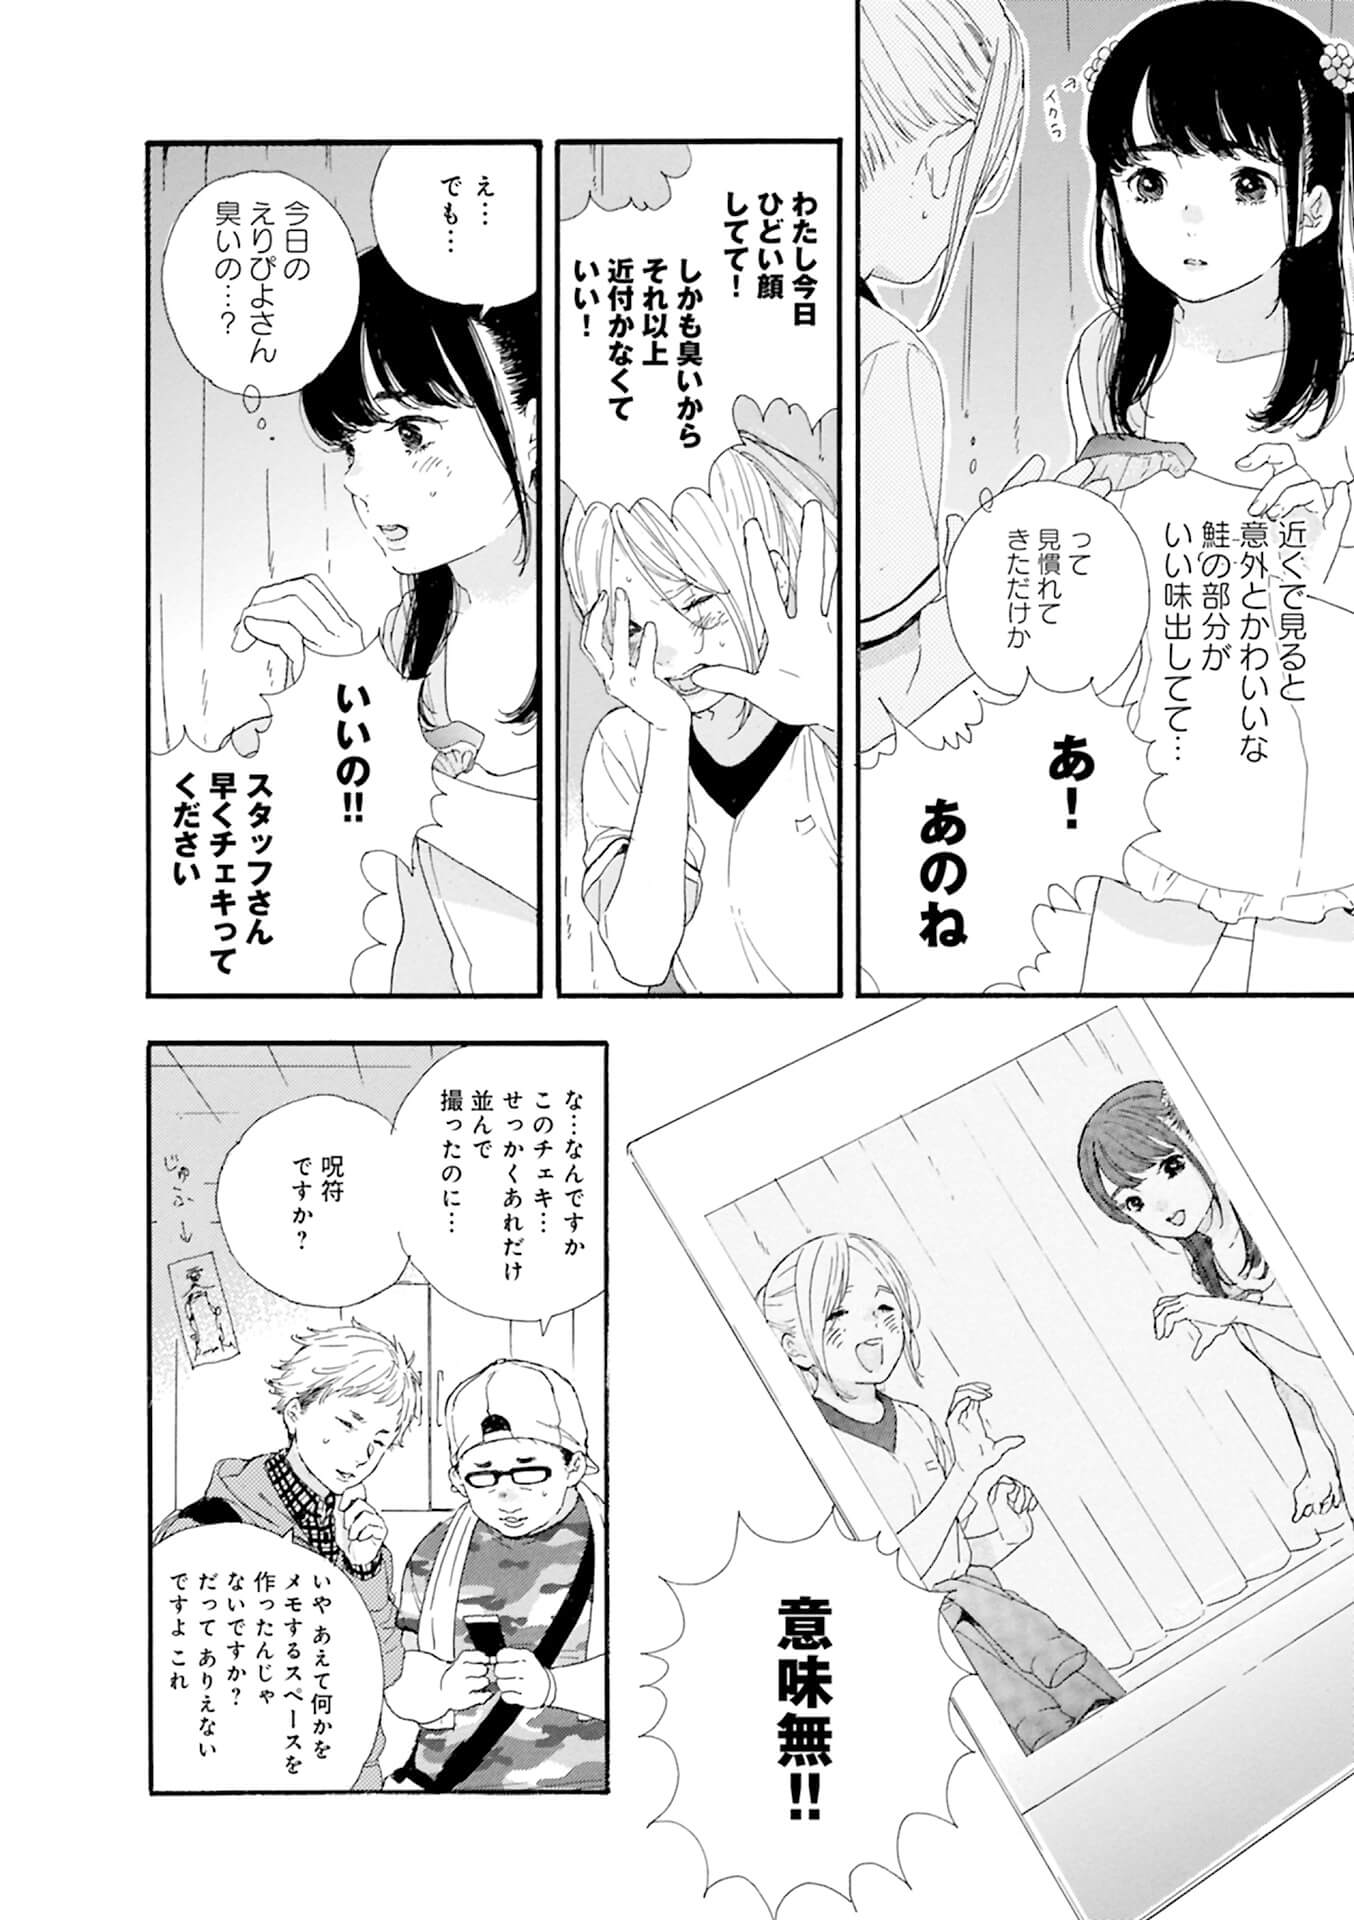 イクラ
近くで見ると
意外とかわいいな
鮭の部分が
いい味出してて…
って
見慣れて
きただけか
あ！
あのね
わたし今日
ひどい顔
してて！
しかも臭いから
それ以上
近付かなくて
いい！
え…
でも…
今日の
えりぴよさん
臭いの…？
いいの!!
スタッフさん
早くチェキって
ください
意味無!!
な…なんですか
このチェキ…
せっかくあれだけ
並んで
撮ったのに…
呪符
ですか？
じゅふ
いや あえて何かを
メモするスペースを
作ったんじゃ
ないですか？
だって ありえない
ですよ これ